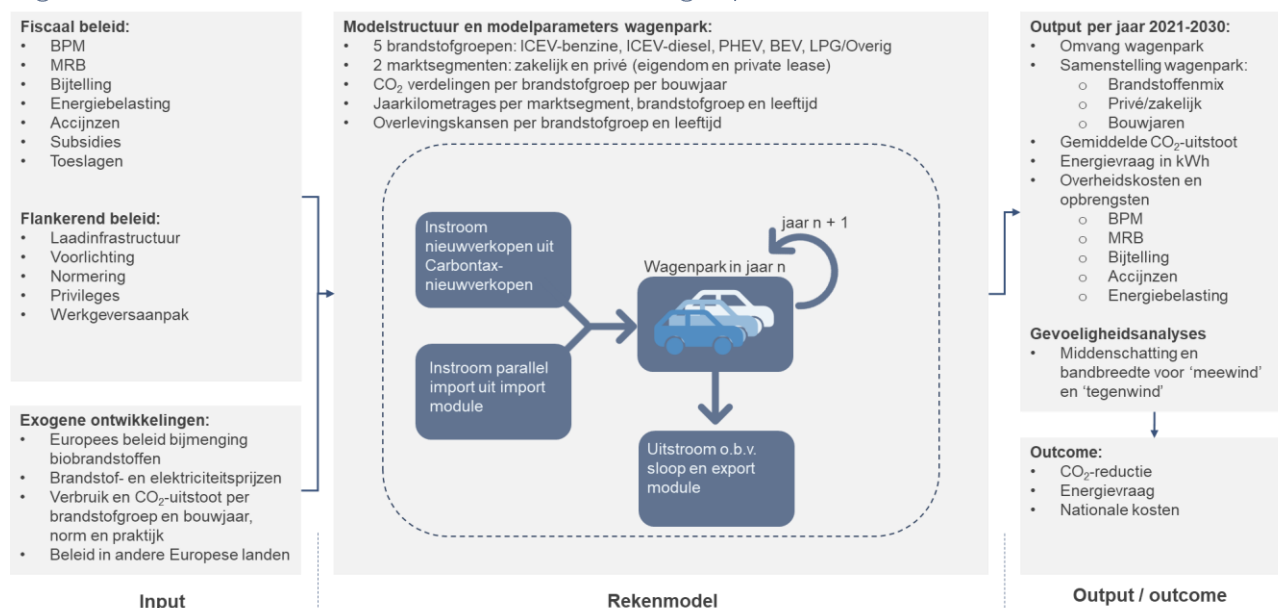 Fiscaal beleid:
• BPM
• MRB
• Bijtelling
• Energiebelasting
• Accijnzen
• Subsidies
• Toeslagen
Flankerend beleid:
• Laadinfrastructuur
• Voorlichting
• Normering
• Privileges
• Werkgeversaanpak
Exogene ontwikkelingen:
• Europees beleid bijmenging
biobrandstoffen
• Brandstof- en elektriciteitsprijzen
• Verbruik en CO₂-uitstoot per
brandstofgroep en bouwjaar,
norm en praktijk
• Beleid in andere Europese landen
Input
Modelstructuur en modelparameters wagenpark:
• 5 brandstofgroepen: ICEV-benzine, ICEV-diesel, PHEV, BEV, LPG/Overig
• 2 marktsegmenten: zakelijk en privé (eigendom en private lease)
• CO₂ verdelingen per brandstofgroep per bouwjaar
• Jaarkilometrages per marktsegment, brandstofgroep en leeftijd
• Overlevingskansen per brandstofgroep en leeftijd
Instroom
nieuwverkopen uit
Carbontax-
nieuwverkopen
Instroom parallel
import uit import
module
jaar n + 1
Wagenpark in jaar n
Uitstroom o.b.v.
sloop en export
module
Rekenmodel
Output per jaar 2021-2030:
• Omvang wagenpark
• Samenstelling wagenpark:
o Brandstoffenmix
o Privé/zakelijk
o Bouwjaren
• Gemiddelde CO₂-uitstoot
• Energievraag in kWh
• Overheidskosten en
opbrengsten
o BPM
o MRB
o Bijtelling
o Accijnzen
o Energiebelasting
Gevoeligheidsanalyses
• Middenschatting en
bandbreedte voor ‘meewind’
en ‘tegenwind’
Outcome:
• CO₂-reductie
• Energievraag
• Nationale kosten
Output / outcome